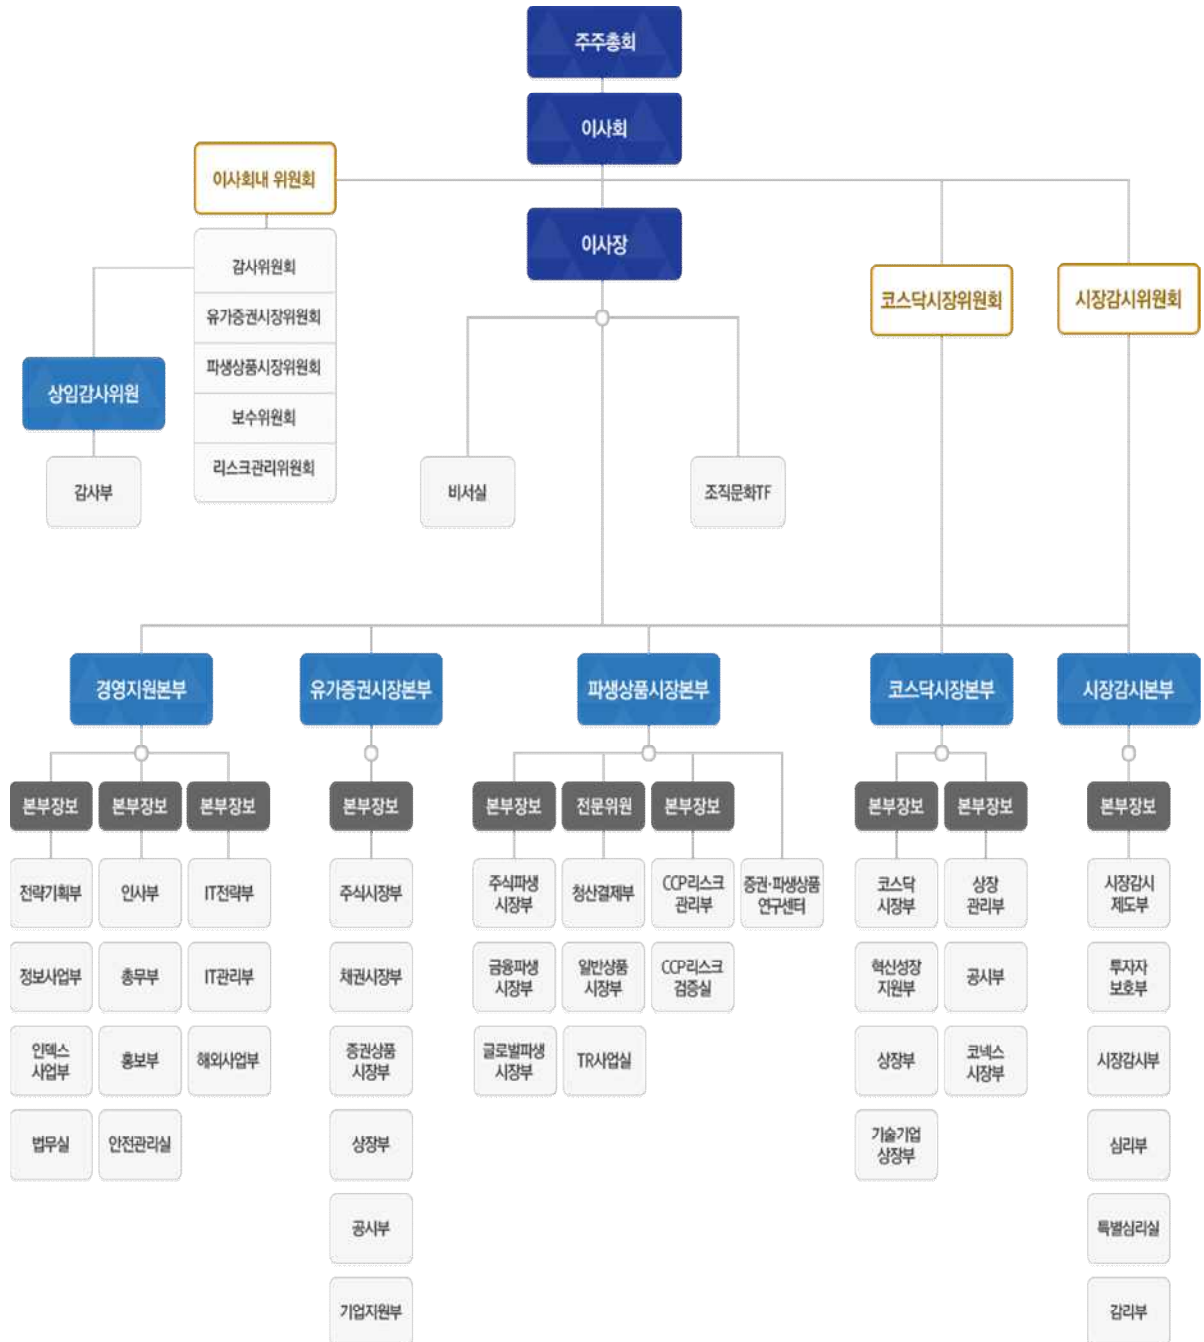 주주총회
이사회
이사회내 위원회
이사장
감사위원회
유가증권시장위원회
파생상품시장위원회
보수위원회
리스크관리위원회
코스닥시장위원회
시장감시위원회
상임감사위원
감사부
비서실
조직문화TF
경영지원본부
유가증권시장본부
파생상품시장본부
코스닥시장본부
시장감시본부
본부장보
전략기획부
정보사업부
인덱스
사업부
법무실
본부장보
인사부
총무부
홍보부
안전관리실
본부장보
IT전략부
IT관리부
해외사업부
본부장보
주식시장부
채권시장부
증권상품
시장부
상장부
공시부
기업지원부
본부장보
주식파생
시장부
금융파생
시장부
글로벌파생
시장부
전문위원
청산결제부
일반상품
시장부
TR사업실
본부장보
CCP리스크
관리부
CCP리스크
검증실
증권·파생상품
연구센터
본부장보
코스닥
시장부
혁신성장
지원부
상장부
기술기업
상장부
본부장보
상장
관리부
공시부
코넥스
시장부
본부장보
시장감시
제도부
투자자
보호부
시장감시부
심리부
특별심리실
감리부